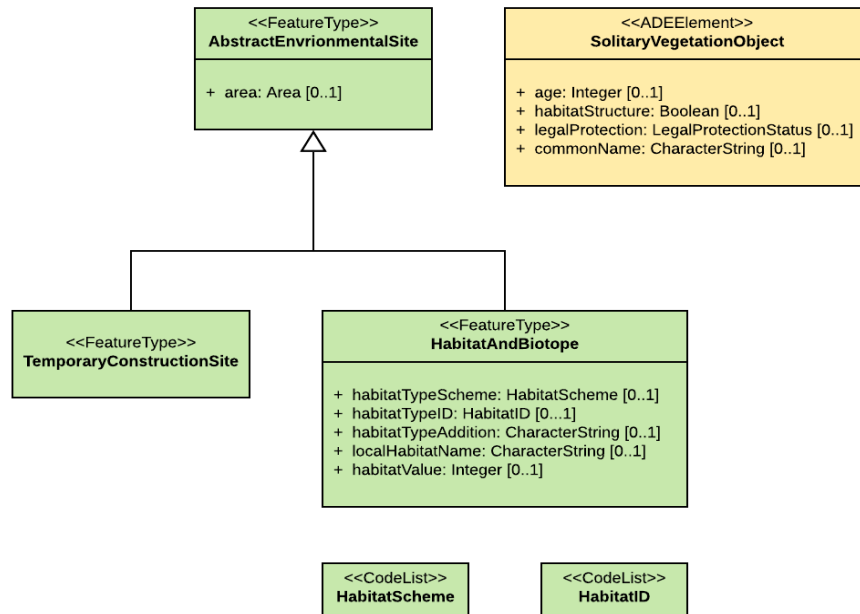 <<FeatureType>>
AbstractEnvrionmentalSite
+ area: Area [0..1]
<<ADEElement>>
SolitaryVegetationObject
+ age: Integer [0..1]
+ habitatStructure: Boolean [0..1]
+ legalProtection: LegalProtectionStatus [0..1]
+ commonName: CharacterString [0..1]
<<FeatureType>>
TemporaryConstructionSite
<<FeatureType>>
HabitatAndBiotope
+ habitatTypeScheme: HabitatScheme [0..1]
+ habitatTypeID: HabitatID [0...1]
+ habitatTypeAddition: CharacterString [0..1]
+ localHabitatName: CharacterString [0..1]
+ habitatValue: Integer [0..1]
<<CodeList>>
HabitatScheme
<<CodeList>>
HabitatID